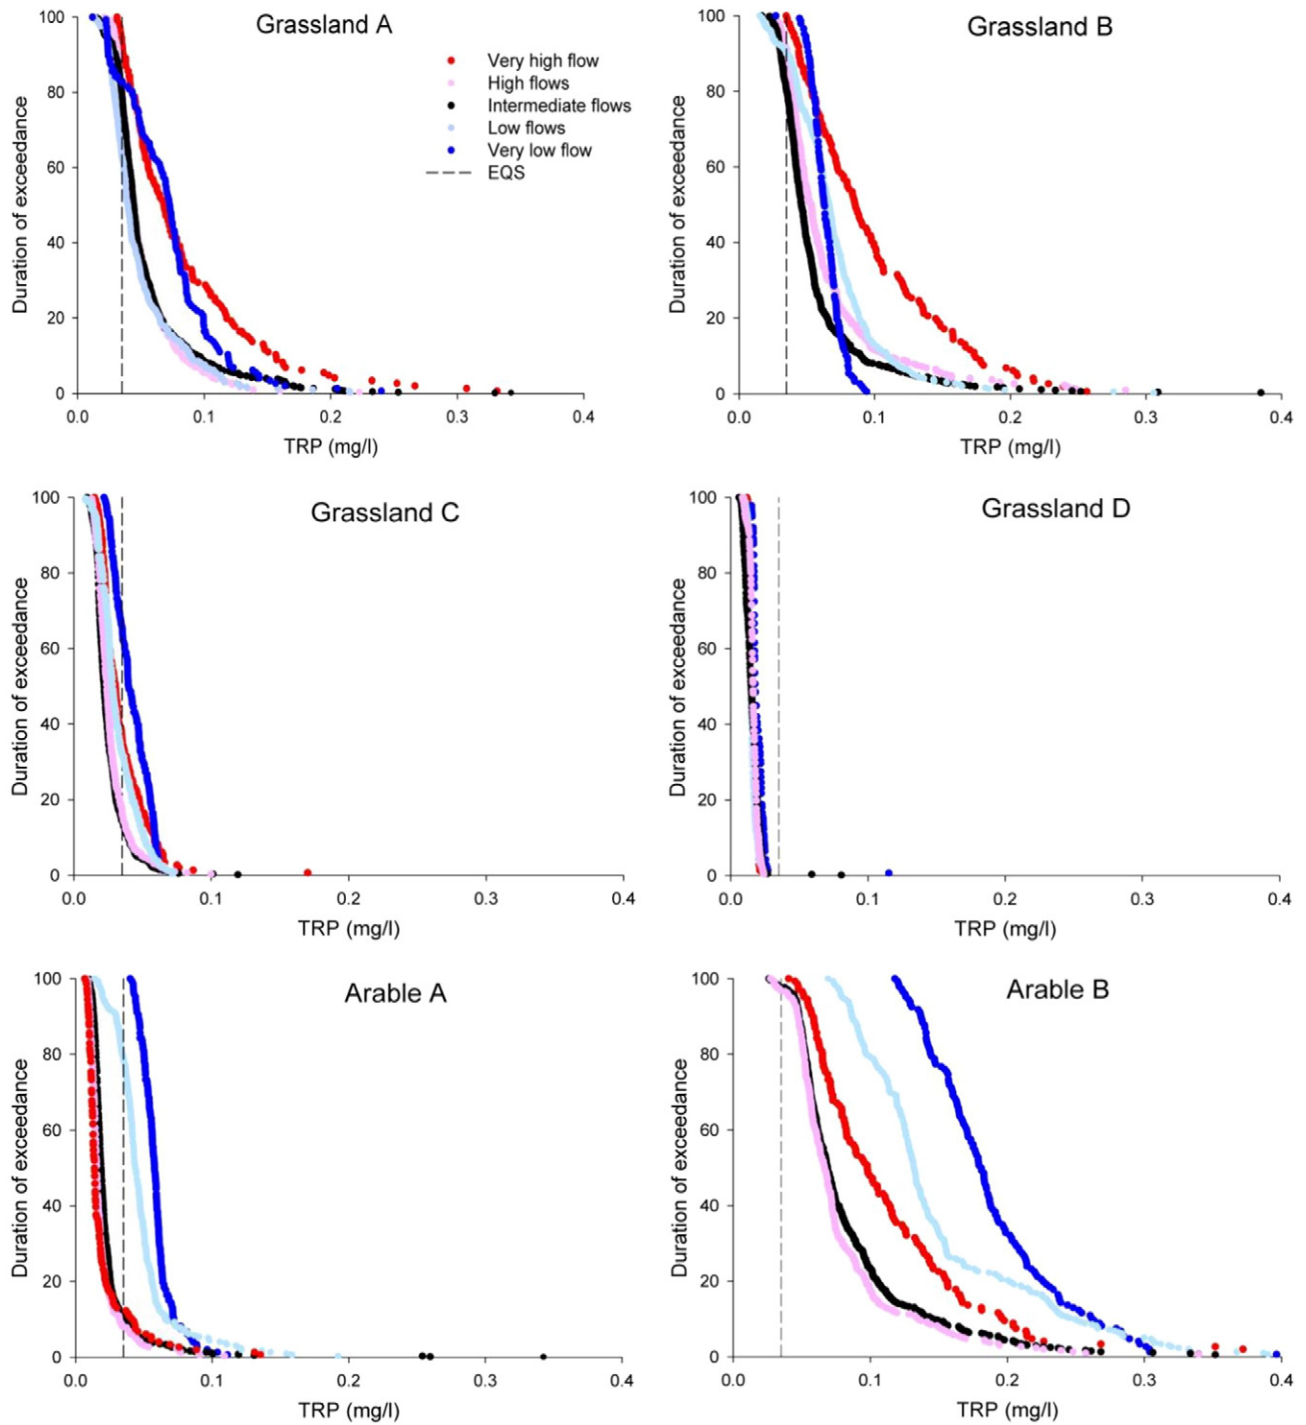 Grassland A
Duration of exceedance
100
80
60
40
20
0
0.0
0.1
0.2
0.3
0.4
TRP (mg/l)
Very high flow
High flows
Intermediate flows
Low flows
Very low flow
EQS
Grassland B
Duration of exceedance
100
80
60
40
20
0
0.0
0.1
0.2
0.3
0.4
TRP (mg/l)
Grassland C
Duration of exceedance
100
80
60
40
20
0
0.0
0.1
0.2
0.3
0.4
TRP (mg/l)
Grassland D
Duration of exceedance
100
80
60
40
20
0
0.0
0.1
0.2
0.3
0.4
TRP (mg/l)
Arable A
Duration of exceedance
100
80
60
40
20
0
0.0
0.1
0.2
0.3
0.4
TRP (mg/l)
Arable B
Duration of exceedance
100
80
60
40
20
0
0.0
0.1
0.2
0.3
0.4
TRP (mg/l)